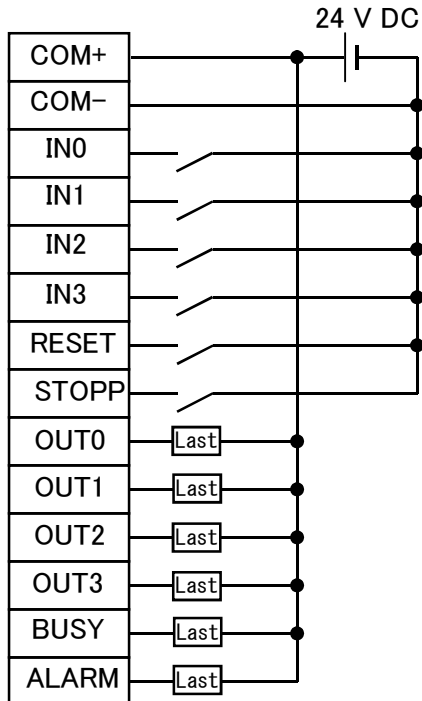 24 V DC
COM+
COM−
IN0
IN1
IN2
IN3
RESET
STOPP
OUT0 Last
OUT1 Last
OUT2 Last
OUT3 Last
BUSY Last
ALARM Last